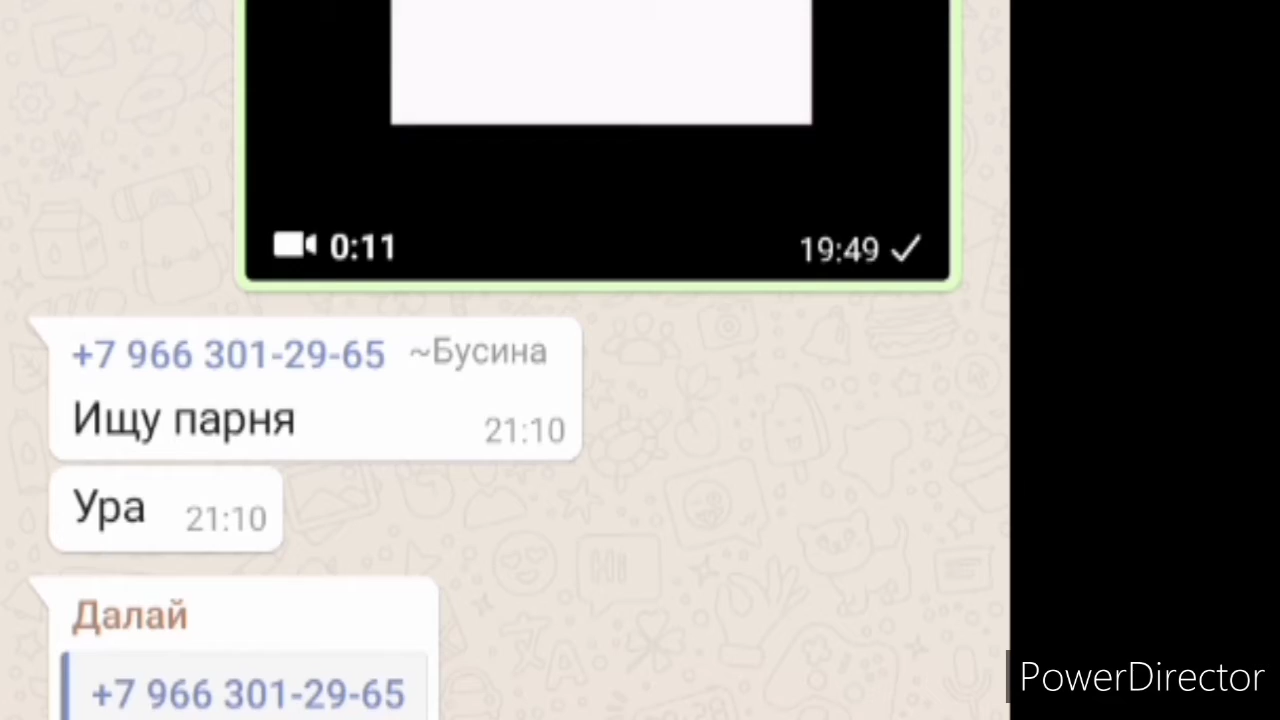 0:11 19:49
+7 966 301-29-65 ~Бусина
Ищу парня 21:10
Ура 21:10
Далай
+7 966 301-29-65
PowerDirector